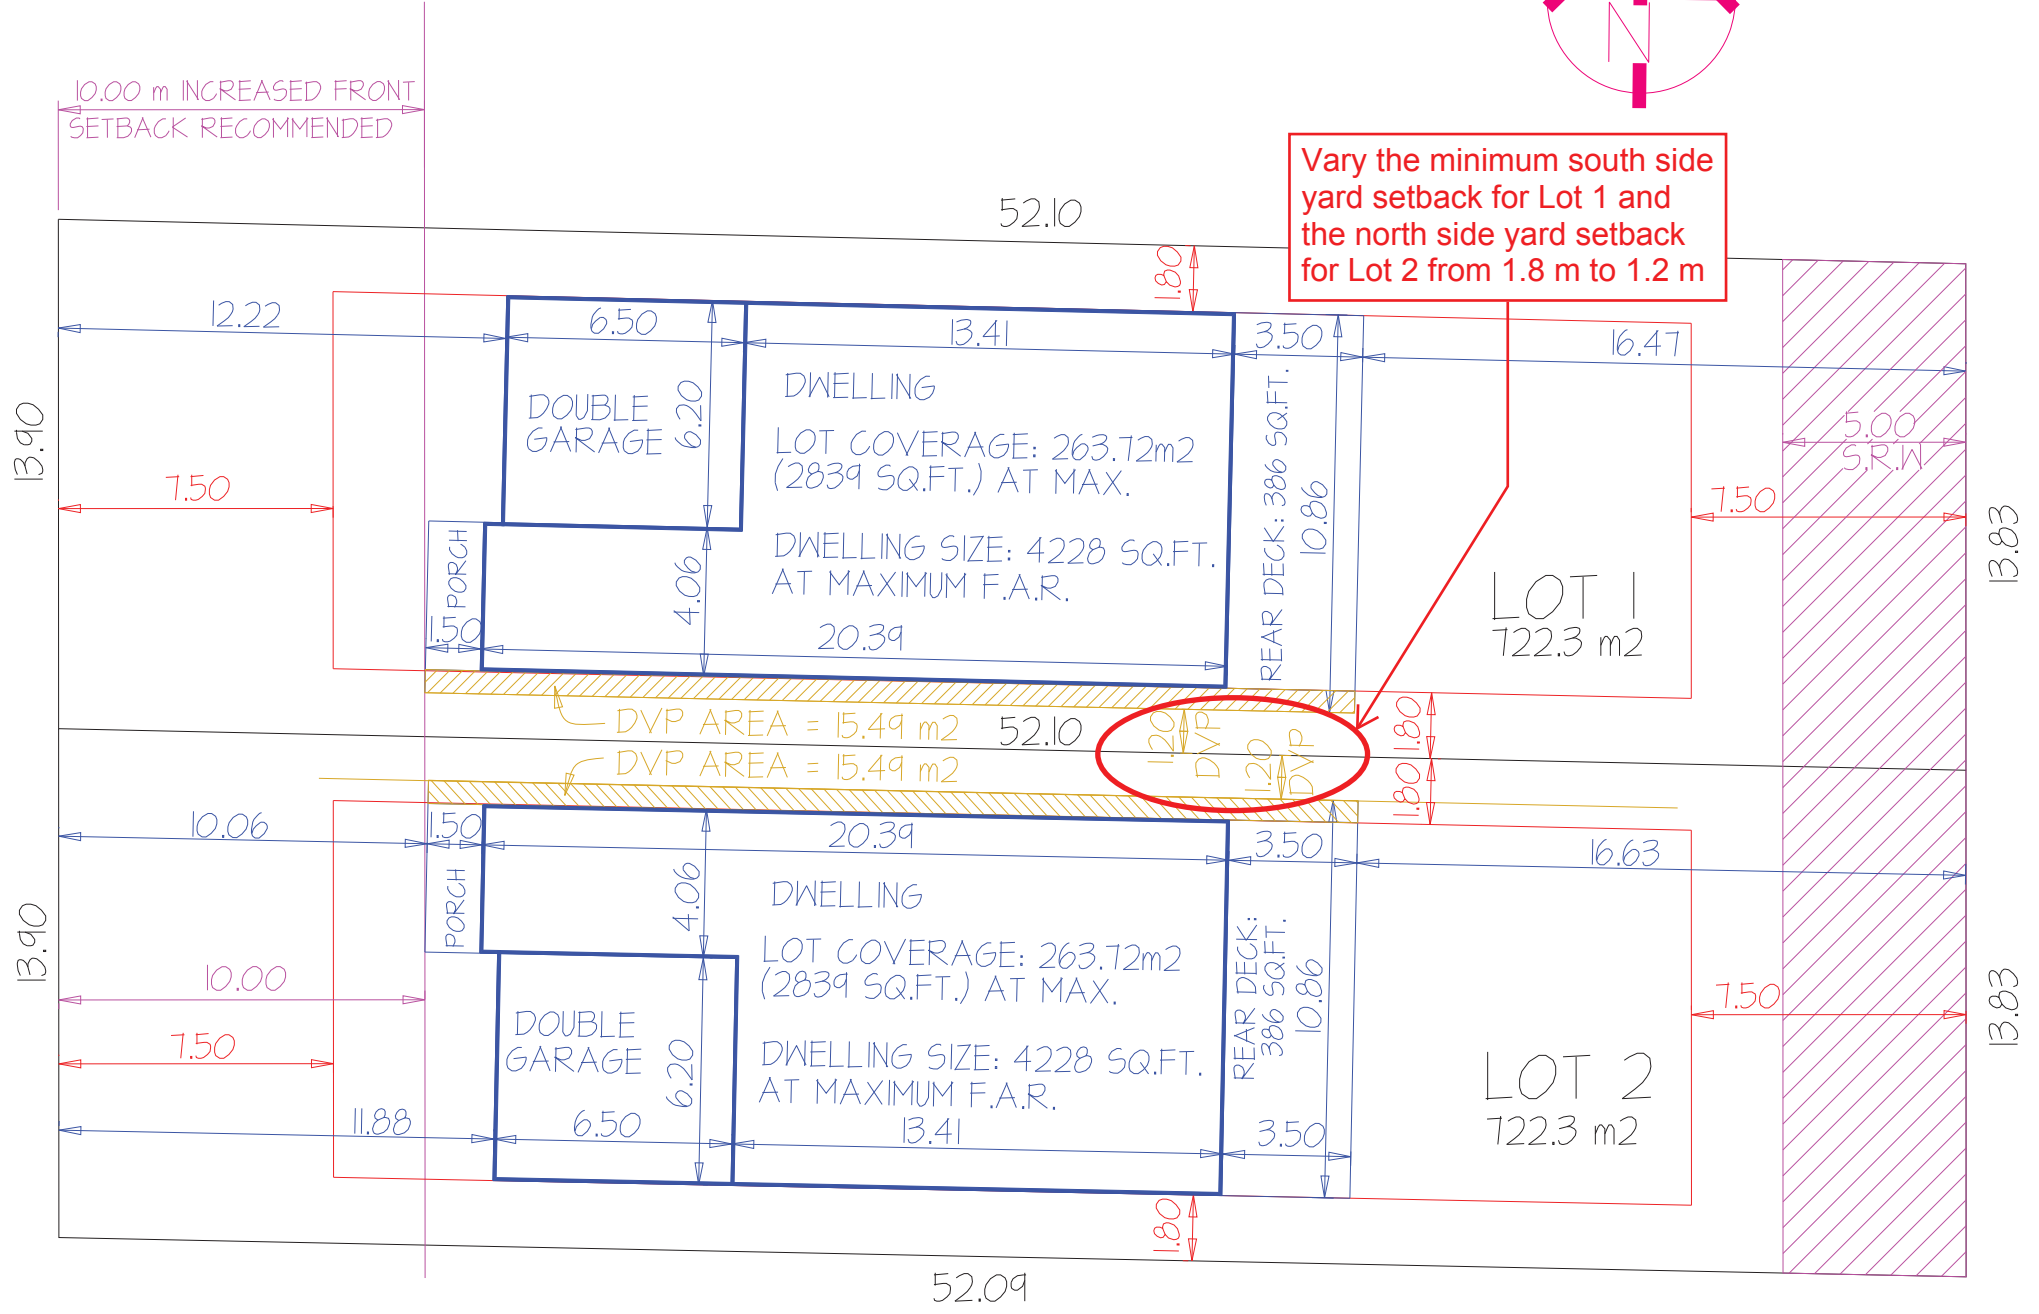 N
10.00 m INCREASED FRONT
SETBACK RECOMMENDED
Vary the minimum south side
yard setback for Lot 1 and
the north side yard setback
for Lot 2 from 1.8 m to 1.2 m
52.10
1.80
12.22
6.50
13.41
3.50
16.47
13.90
DOUBLE
GARAGE
6.20
DWELLING
LOT COVERAGE: 263.72m2
(2839 SQ.FT.) AT MAX.
DWELLING SIZE: 4228 SQ.FT.
AT MAXIMUM F.A.R.
REAR DECK: 386 SQ.FT.
10.86
5.00
S.R.W
7.50
7.50
13.83
PORCH
1.50
4.06
20.39
LOT 1
722.3 m2
DVP AREA = 15.49 m2
52.10
1.20
DVP
1.80
DVP AREA = 15.49 m2
1.20
DVP
1.80
10.06
1.50
20.39
3.50
16.63
PORCH
4.06
DWELLING
LOT COVERAGE: 263.72m2
(2839 SQ.FT.) AT MAX.
DWELLING SIZE: 4228 SQ.FT.
AT MAXIMUM F.A.R.
REAR DECK:
386 SQ.FT.
10.86
13.90
10.00
7.50
7.50
13.83
DOUBLE
GARAGE
6.20
LOT 2
722.3 m2
11.88
6.50
13.41
3.50
1.80
52.09